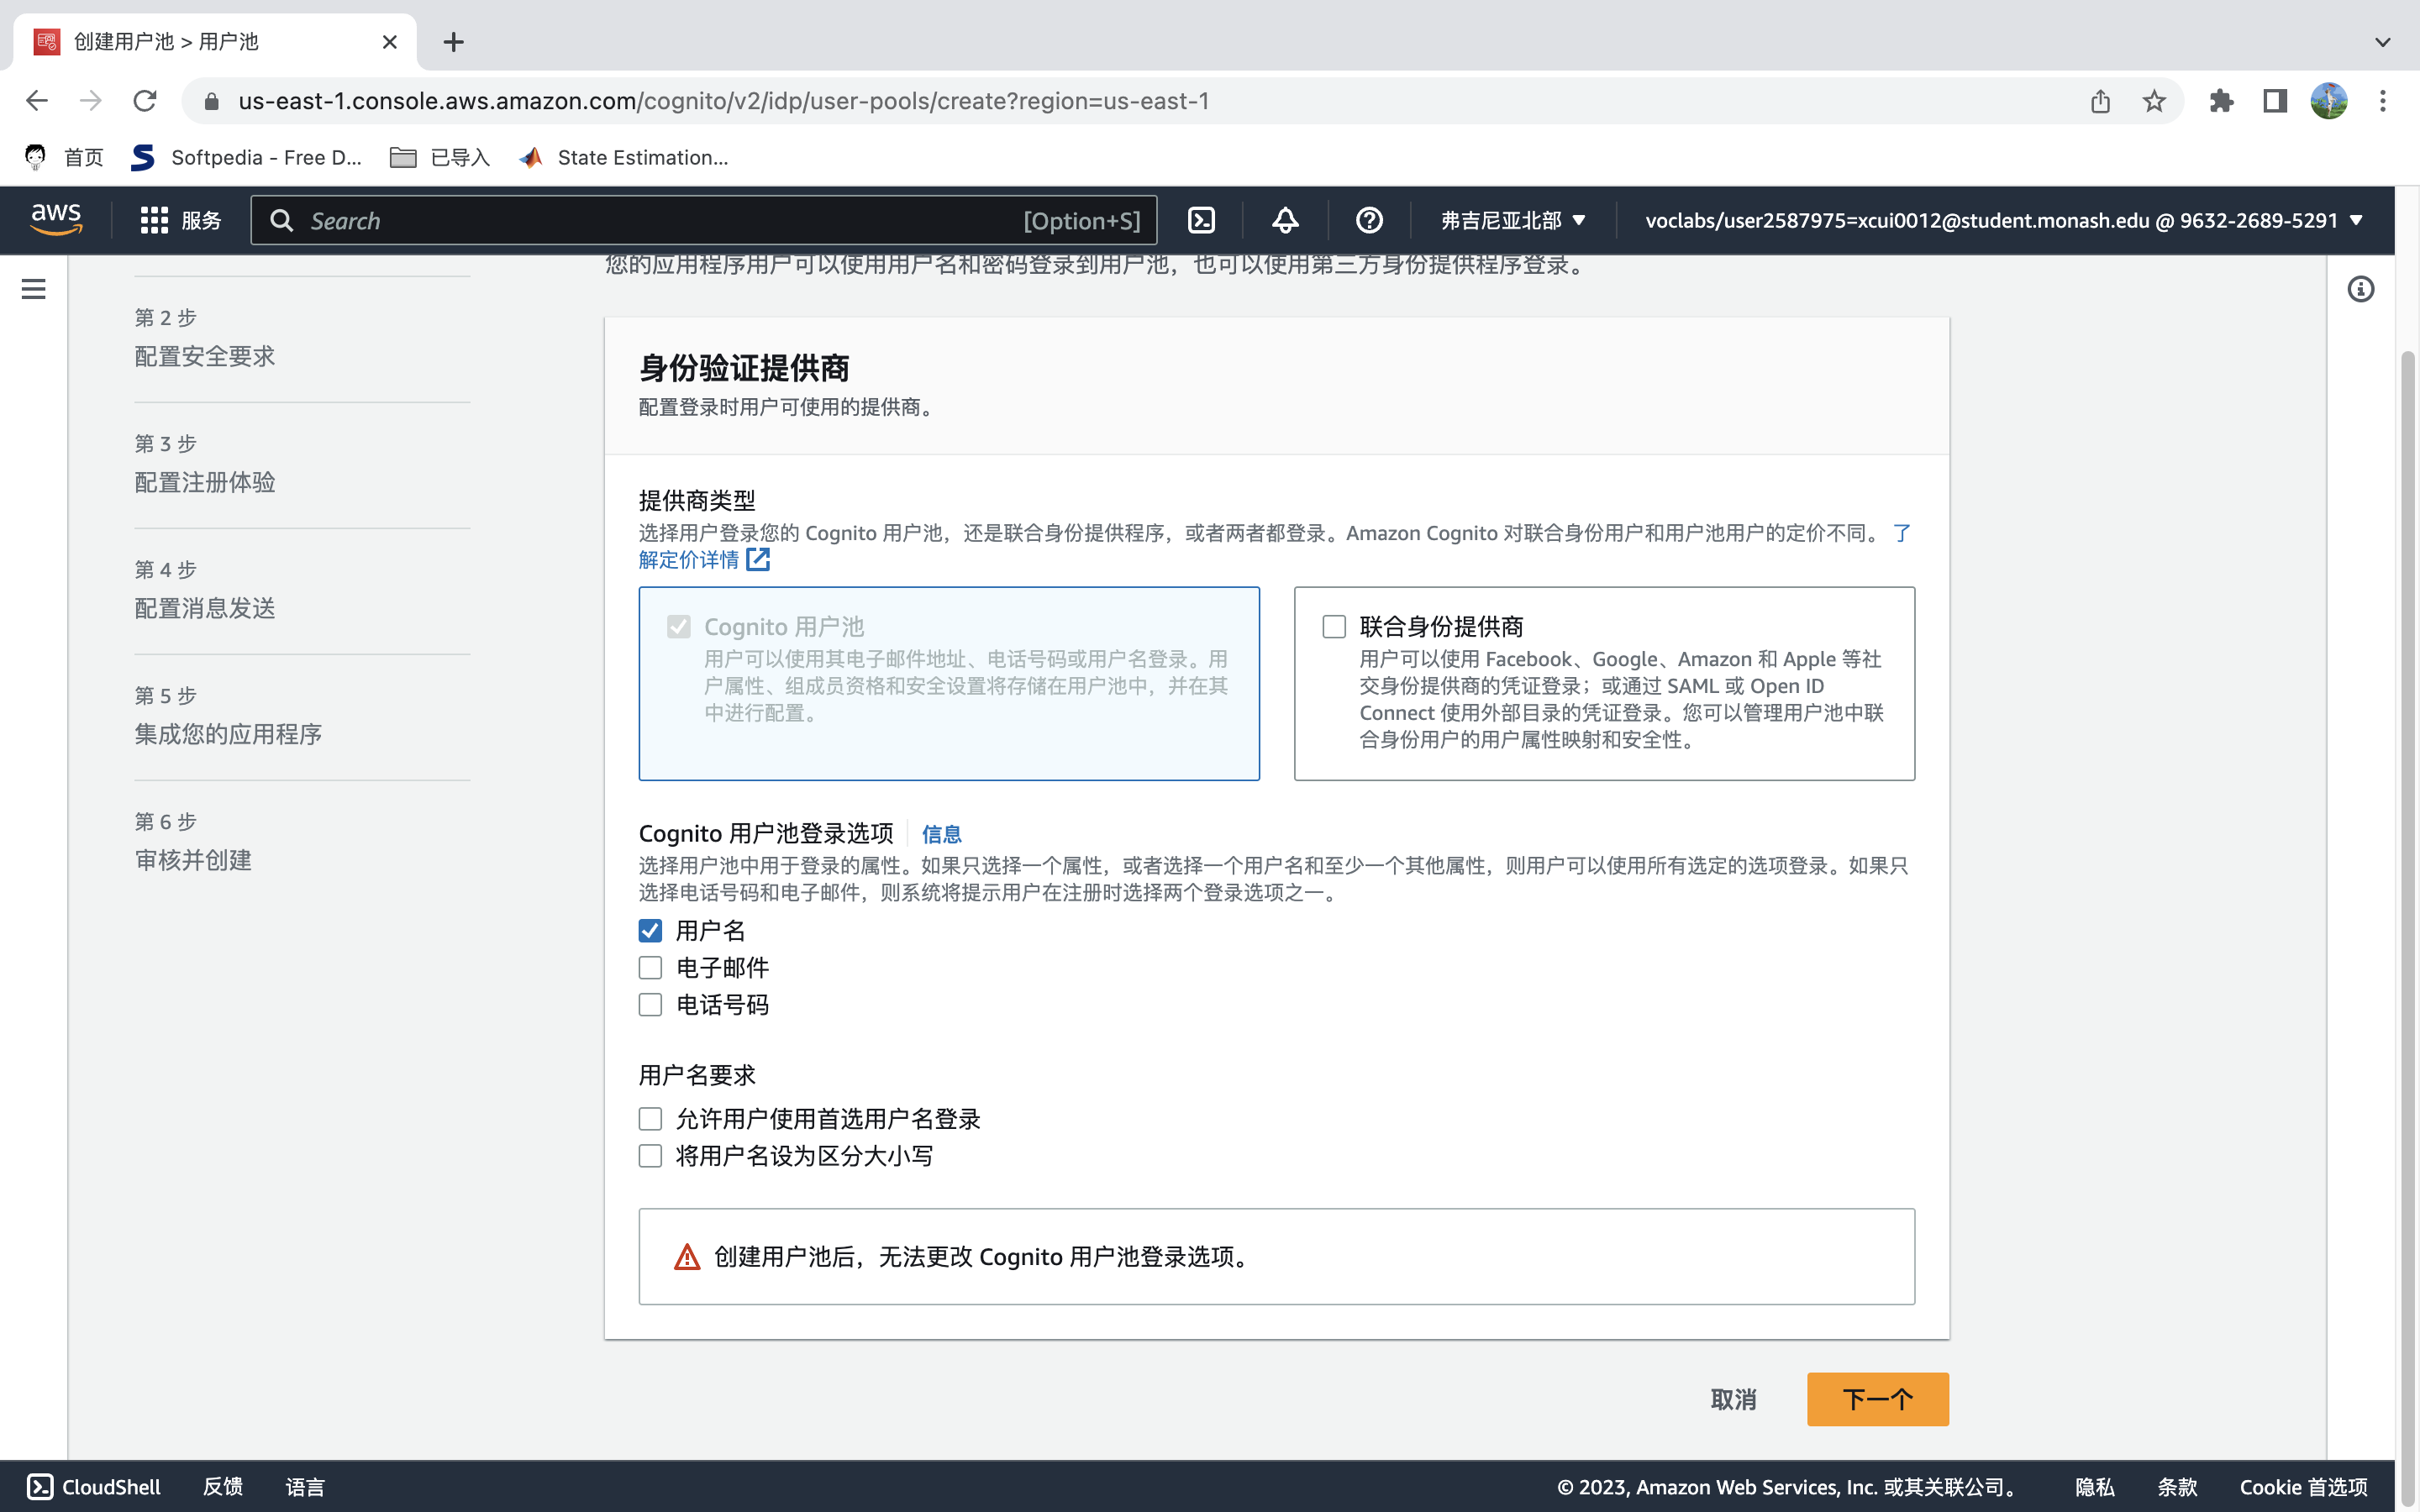 创建用户池 > 用户池
us-east-1.console.aws.amazon.com/cognito/v2/idp/user-pools/create?region=us-east-1
首页
Softpedia - Free D...
已导入
State Estimation...
aws
服务
Search
[Option+S]
弗吉尼亚北部
voclabs/user2587975=xcui0012@student.monash.edu @ 9632-2689-5291
您的应用程序用户可以使用用户名和密码登录到用户池，也可以使用第三方身份提供程序登录。
第 2 步
配置安全要求
第 3 步
配置注册体验
第 4 步
配置消息发送
第 5 步
集成您的应用程序
第 6 步
审核并创建
身份验证提供商
配置登录时用户可使用的提供商。
提供商类型
选择用户登录您的 Cognito 用户池，还是联合身份提供程序，或者两者都登录。Amazon Cognito 对联合身份用户和用户池用户的定价不同。 了
解定价详情
Cognito 用户池
用户可以使用其电子邮件地址、电话号码或用户名登录。用
户属性、组成员资格和安全设置将存储在用户池中，并在其
中进行配置。
联合身份提供商
用户可以使用 Facebook、Google、Amazon 和 Apple 等社
交身份提供商的凭证登录；或通过 SAML 或 Open ID
Connect 使用外部目录的凭证登录。您可以管理用户池中联
合身份用户的用户属性映射和安全性。
Cognito 用户池登录选项
信息
选择用户池中用于登录的属性。如果只选择一个属性，或者选择一个用户名和至少一个其他属性，则用户可以使用所有选定的选项登录。如果只
选择电话号码和电子邮件，则系统将提示用户在注册时选择两个登录选项之一。
用户名
电子邮件
电话号码
用户名要求
允许用户使用首选用户名登录
将用户名设为区分大小写
创建用户池后，无法更改 Cognito 用户池登录选项。
取消
下一个
CloudShell
反馈
语言
© 2023, Amazon Web Services, Inc. 或其关联公司。
隐私
条款
Cookie 首选项